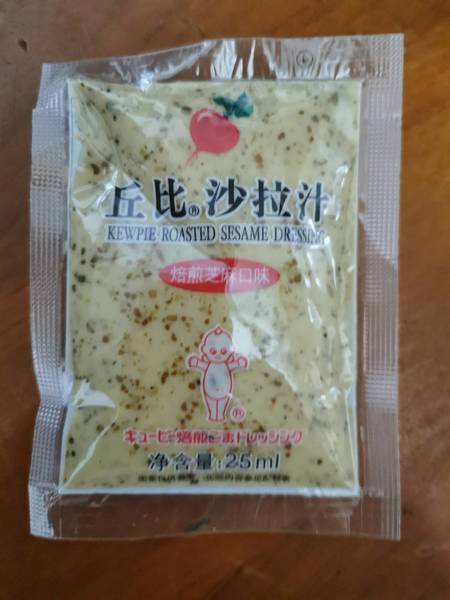 丘比®沙拉汁
KEWPIE ROASTED SESAME DRESSING
焙煎芝麻口味
®
キューピー焙煎ごまドレッシング
净含量:25ml